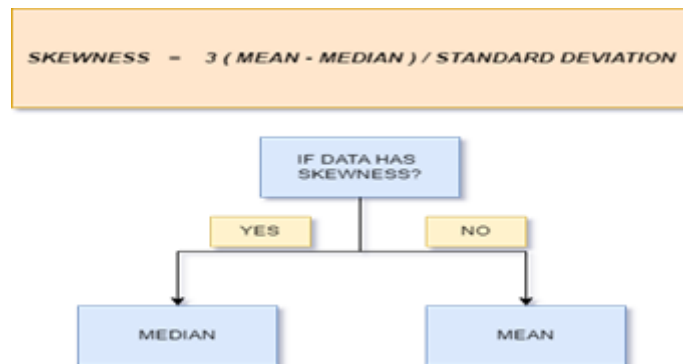 SKEWNESS = 3 ( MEAN - MEDIAN ) / STANDARD DEVIATION
IF DATA HAS
SKEWNESS?
YES
NO
MEDIAN
MEAN